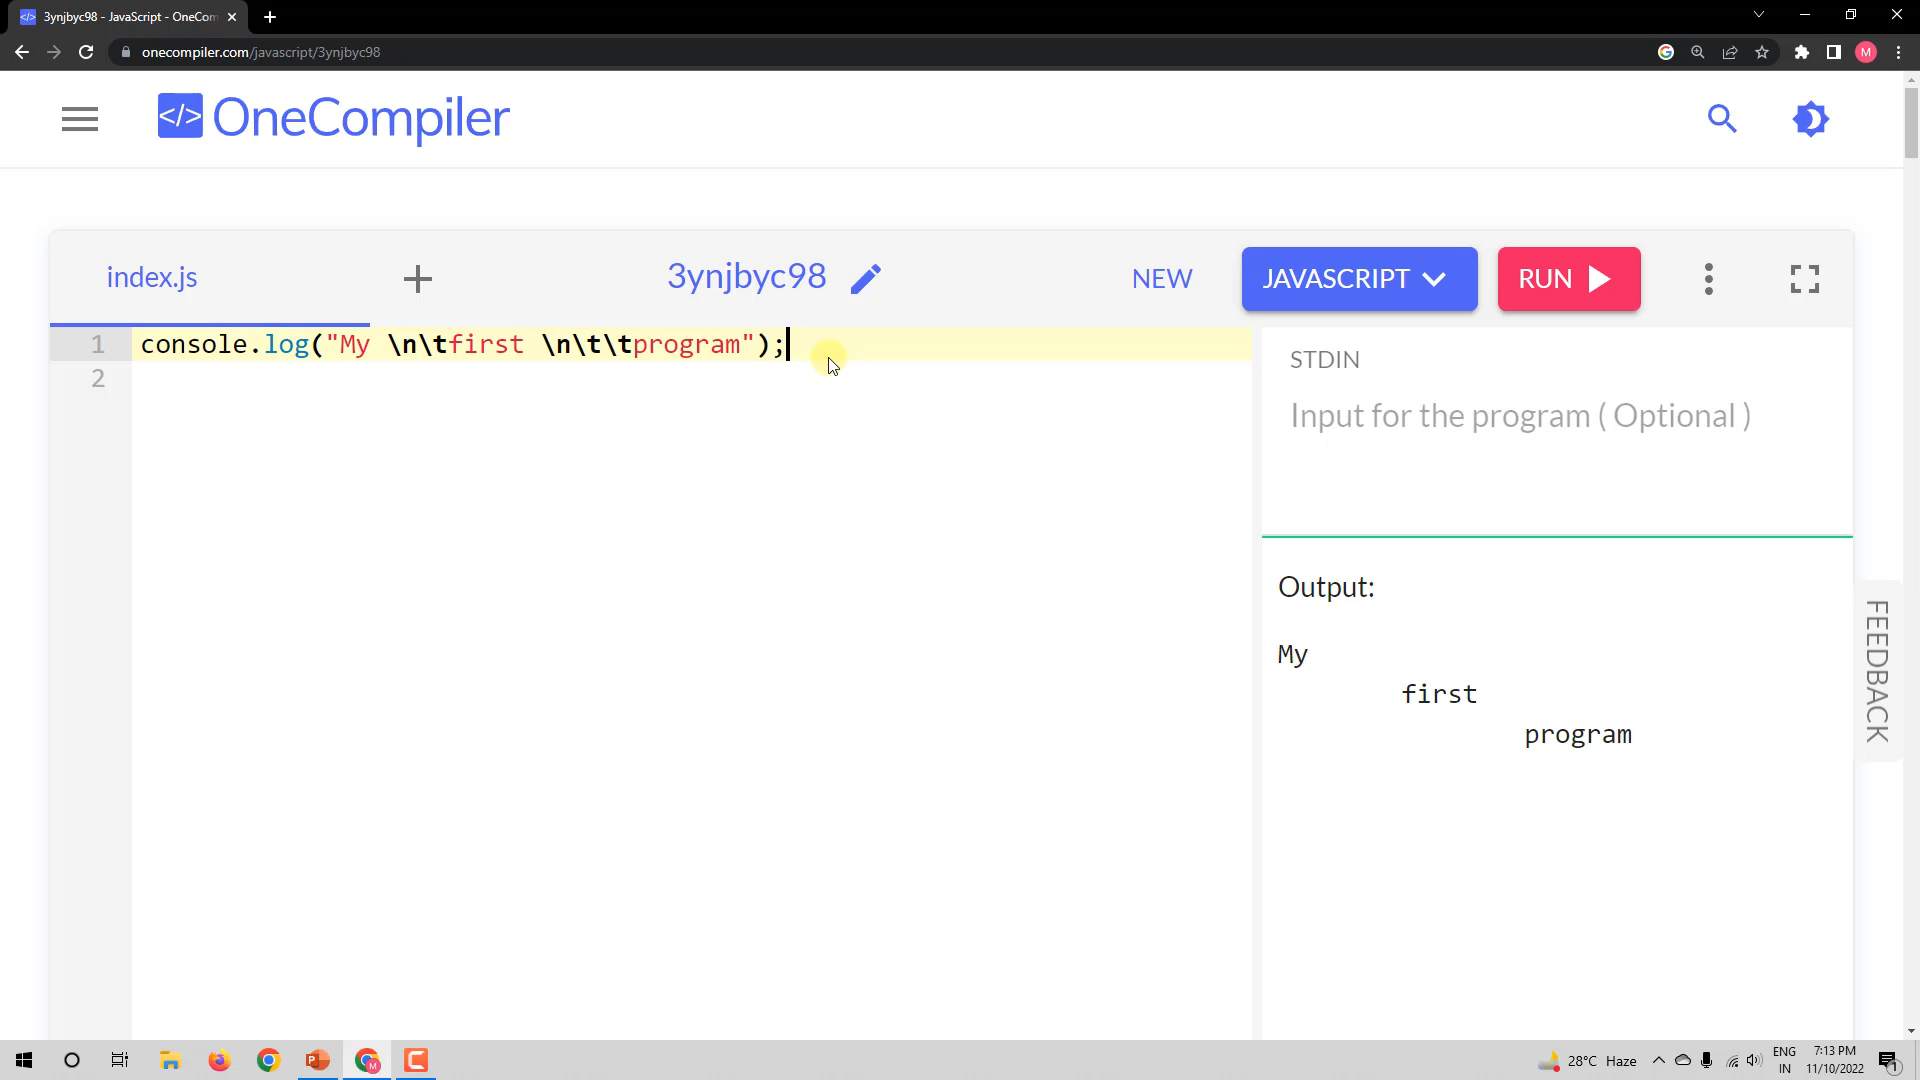 3ynjbyc98 - JavaScript - OneCom
onecompiler.com/javascript/3ynjbyc98
M
</> OneCompiler
index.js
3ynjbyc98
NEW
JAVASCRIPT
RUN
1 console.log("My \n\tfirst \n\t\tprogram");
2
STDIN
Input for the program ( Optional )
Output:
My
first
program
FEEDBACK
28°C Haze
ENG
IN
7:13 PM
11/10/2022
1